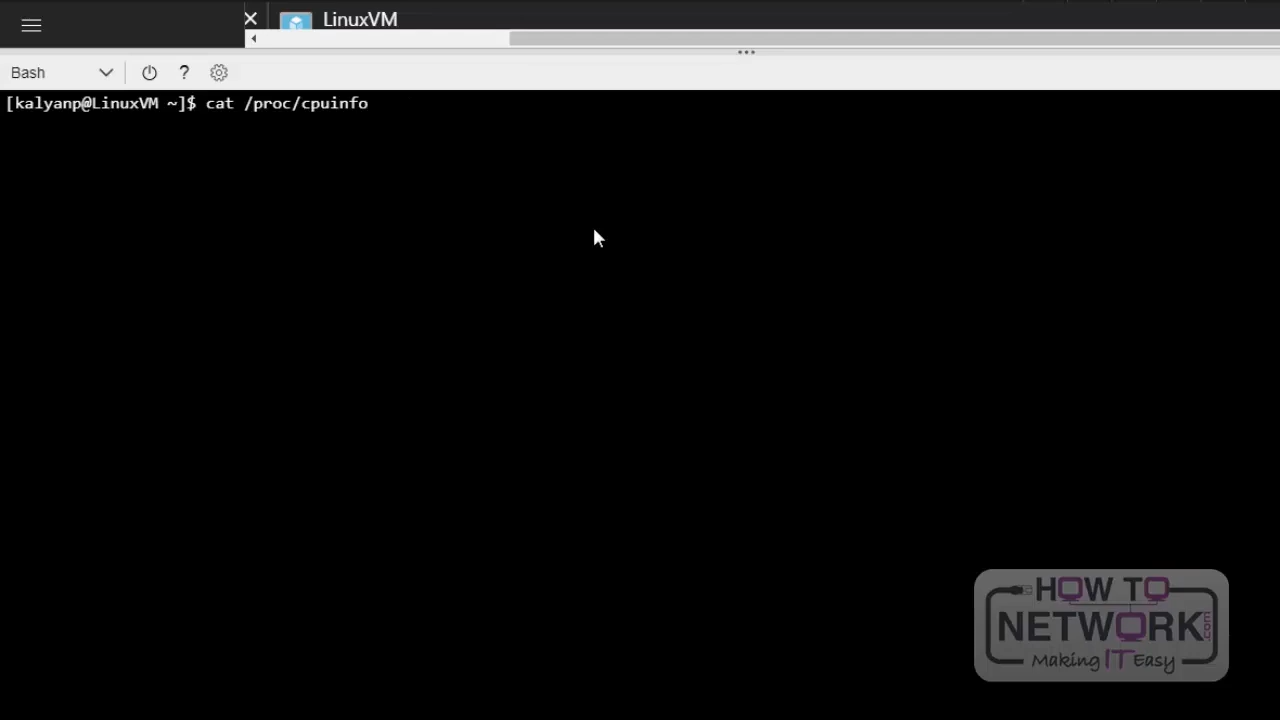 LinuxVM
Bash
?
[kalyanp@LinuxVM ~]$ cat /proc/cpuinfo
HOW TO
NETWORK.com
Making IT Easy